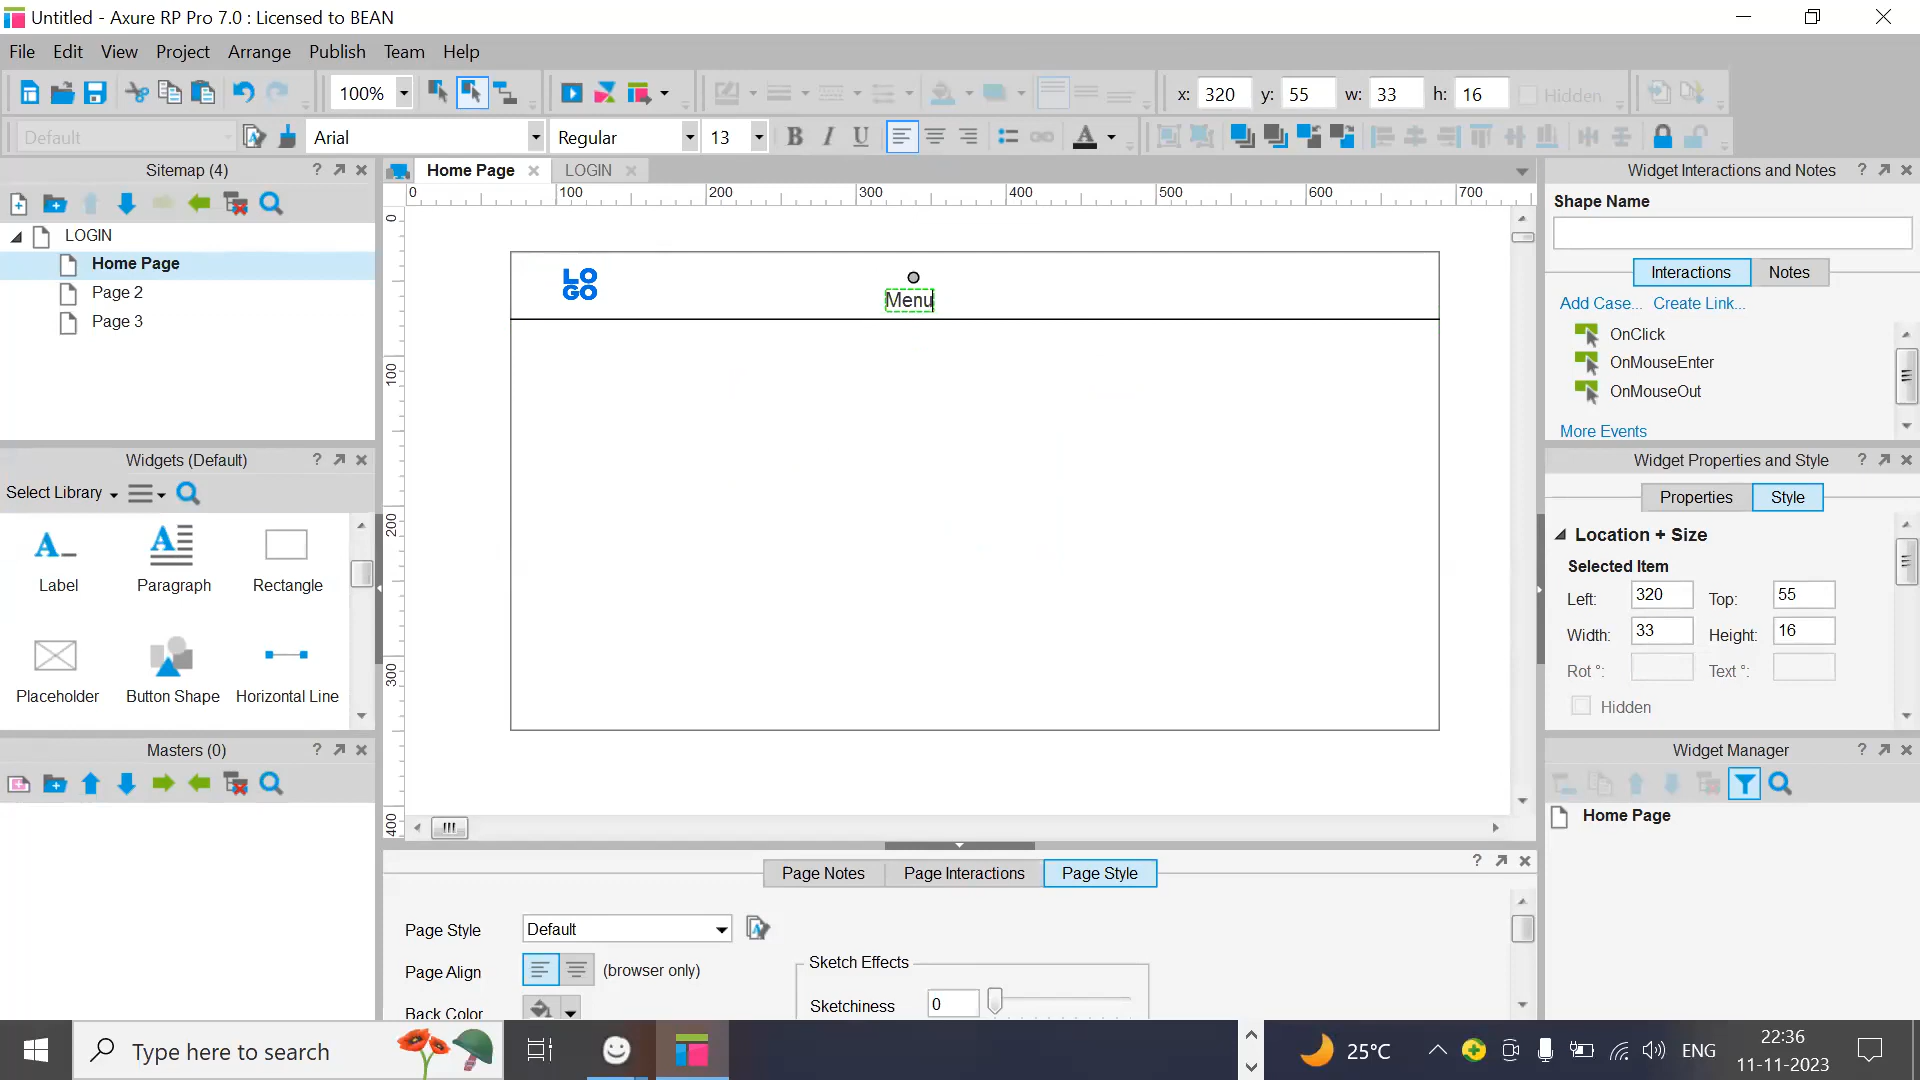 Untitled - Axure RP Pro 7.0 : Licensed to BEAN
File Edit View Project Arrange Publish Team Help
100% x: 320 y: 55 w: 33 h: 16 Hidden
Default Arial Regular 13 B I U A
Sitemap (4) ?
LOGIN
Home Page
Page 2
Page 3
Widgets (Default) ?
Select Library
Label Paragraph Rectangle
Placeholder Button Shape Horizontal Line
Masters (0) ?
Home Page LOGIN
0 100 200 300 400 500 600 700
0
100
200
300
400
LO
GO
Menu
Page Notes Page Interactions Page Style
?
Page Style Default
Page Align (browser only)
Back Color
Sketch Effects
Sketchiness 0
Widget Interactions and Notes ?
Shape Name
Interactions Notes
Add Case... Create Link...
OnClick
OnMouseEnter
OnMouseOut
More Events
Widget Properties and Style ?
Properties Style
Location + Size
Selected Item
Left: 320 Top: 55
Width: 33 Height: 16
Rot °: Text °:
Hidden
Widget Manager ?
Home Page
Type here to search
25°C
ENG
22:36
11-11-2023